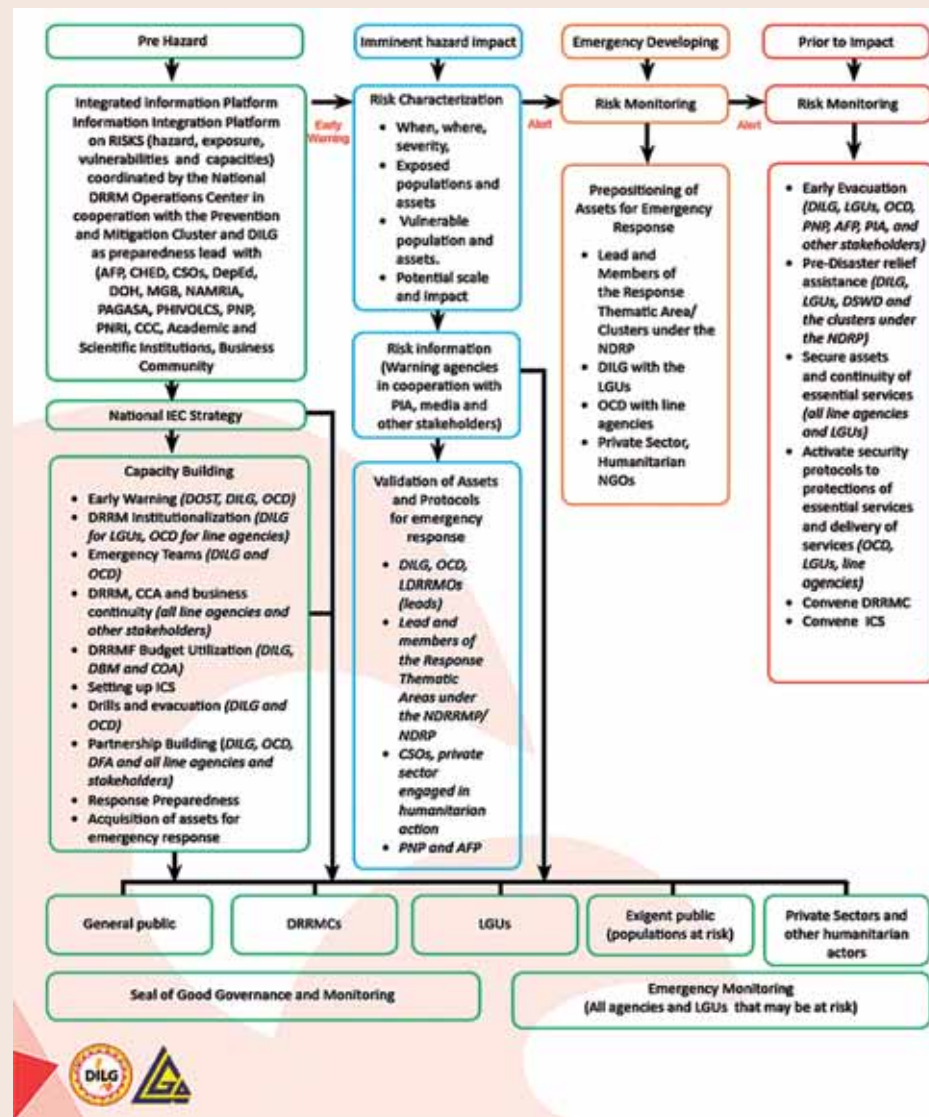 Pre Hazard
Integrated Information Platform
Information Integration Platform
on RISKS (hazard, exposure,
vulnerabilities and capacities)
coordinated by the National
DRRM Operations Center in
cooperation with the Prevention
and Mitigation Cluster and DILG
as preparedness lead with
(AFP, CHED, CSOs, DepEd,
DOH, MGB, NAMRIA,
PAGASA, PHIVOLCS, PNP,
PNRI, CCC, Academic and
Scientific Institutions, Business
Community
National IEC Strategy
Capacity Building
• Early Warning (DOST, DILG, OCD)
• DRRM Institutionalization (DILG
for LGUs, OCD for line agencies)
• Emergency Teams (DILG and
OCD)
• DRRM, CCA and business
continuity (all line agencies and
other stakeholders)
• DRRMF Budget Utilization (DILG,
DBM and COA)
• Setting up ICS
• Drills and evacuation (DILG and
OCD)
• Partnership Building (DILG, OCD,
DFA and all line agencies and
stakeholders)
• Response Preparedness
• Acquisition of assets for
emergency response
Early
Warning
Imminent hazard impact
Risk Characterization
• When, where,
severity,
• Exposed
populations and
assets
• Vulnerable
population and
assets.
• Potential scale
and impact
Risk information
(Warning agencies
in cooperation with
PIA, media and
other stakeholders)
Validation of Assets
and Protocols
for emergency
response
• DILG, OCD,
LDRRMOs
(leads)
• Lead and
members of
the Response
Thematic
Areas under
the NDRRMP/
NDRP
• CSOs, private
sector
engaged in
humanitarian
action
• PNP and AFP
Alert
Emergency Developing
Risk Monitoring
Prepositioning of
Assets for Emergency
Response
• Lead and
Members of
the Response
Thematic Area/
Clusters under the
NDRP
• DILG with the
LGUs
• OCD with line
agencies
• Private Sector,
Humanitarian
NGOs
Alert
Prior to Impact
Risk Monitoring
• Early Evacuation
(DILG, LGUs, OCD,
PNP, AFP, PIA, and
other stakeholders)
• Pre-Disaster relief
assistance (DILG,
LGUs, DSWD and
the clusters under
the NDRP)
• Secure assets
and continuity of
essential services
(all line agencies
and LGUs)
• Activate security
protocols to
protections of
essential services
and delivery of
services (OCD,
LGUs, line
agencies)
• Convene DRRMC
• Convene ICS
General public
DRRMCs
LGUs
Exigent public
(populations at risk)
Private Sectors and
other humanitarian
actors
Seal of Good Governance and Monitoring
Emergency Monitoring
(All agencies and LGUs that may be at risk)
DILG